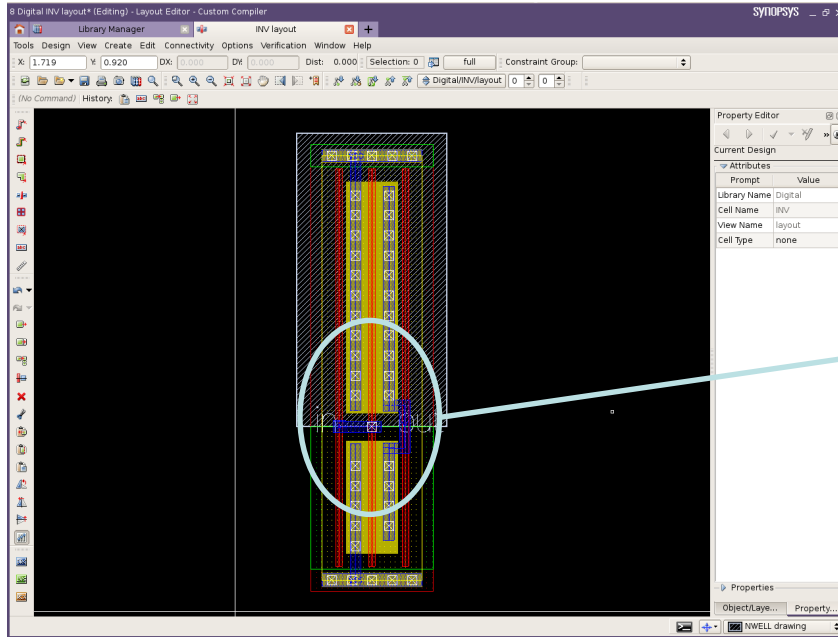 8 Digital INV layout* (Editing) - Layout Editor - Custom Compiler
SYNOPSYS
Library Manager
INV layout
Tools Design View Create Edit Connectivity Options Verification Window Help
X: 1.719 Y: 0.920 DX: 0.000 DY: 0.000 Dist: 0.000 Selection: 0 full Constraint Group:
Digital/INV/layout 0 0
(No Command) History:
Property Editor
Current Design
Attributes
Prompt Value
Library Name Digital
Cell Name INV
View Name layout
Cell Type none
in out
Properties
Object/Laye... Property...
NWELL drawing